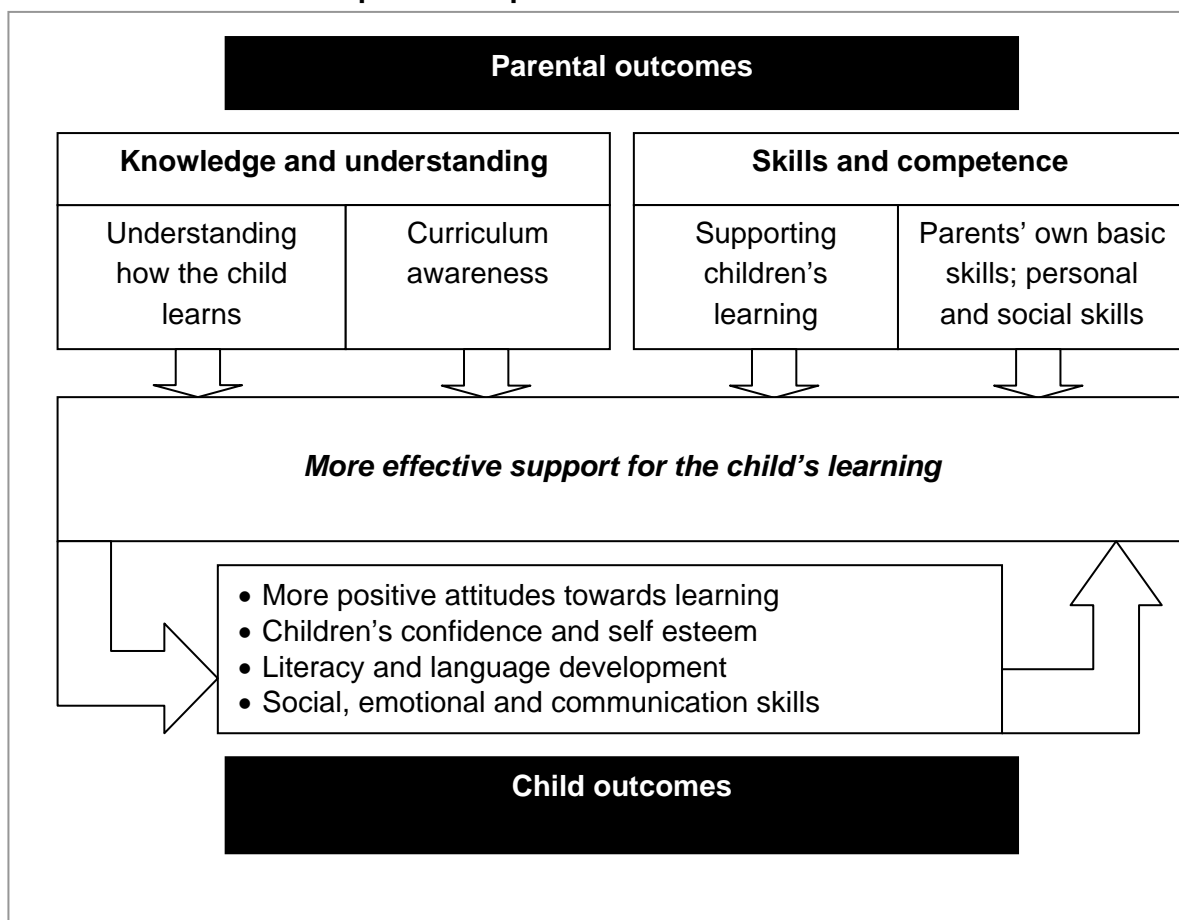 Parental outcomes
Knowledge and understanding
Skills and competence
Understanding
how the child
learns
Curriculum
awareness
Supporting
children’s
learning
Parents’ own basic
skills; personal
and social skills
More effective support for the child’s learning
• More positive attitudes towards learning
• Children’s confidence and self esteem
• Literacy and language development
• Social, emotional and communication skills
Child outcomes